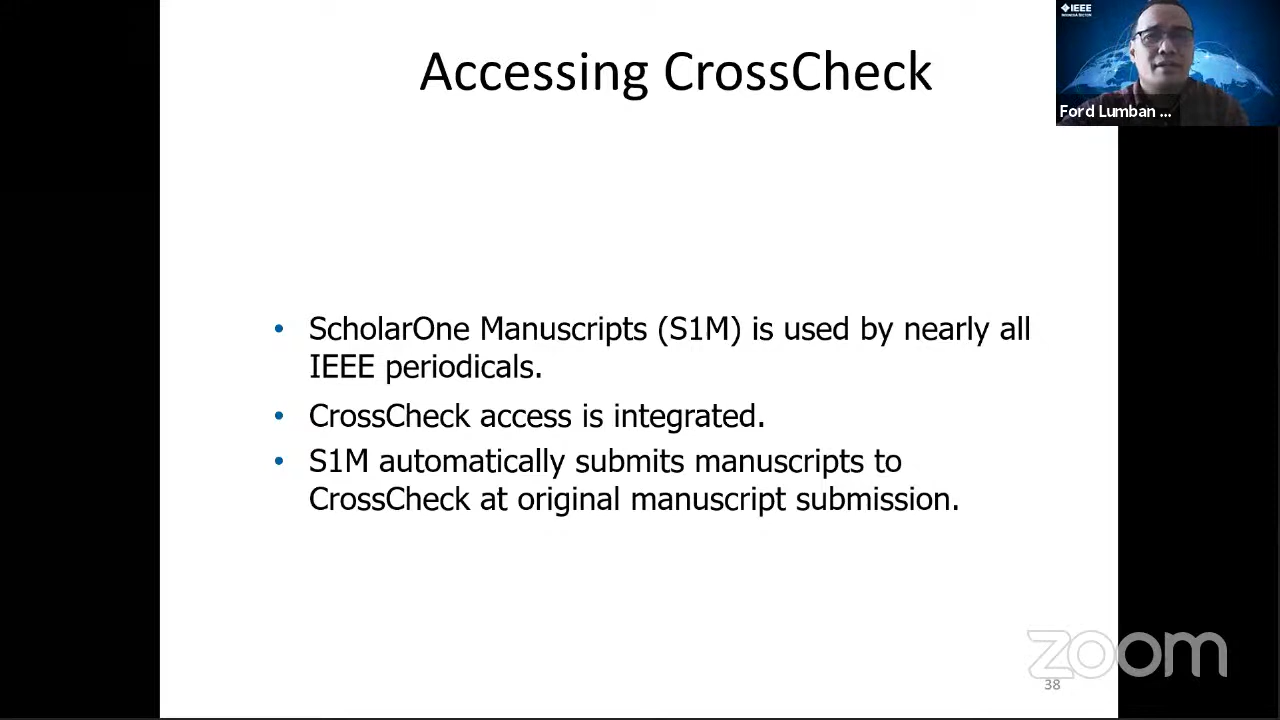 Accessing CrossCheck
IEEE
INDONESIA SECTION
Ford Lumban ...
• ScholarOne Manuscripts (S1M) is used by nearly all
IEEE periodicals.
• CrossCheck access is integrated.
• S1M automatically submits manuscripts to
CrossCheck at original manuscript submission.
zoom
38